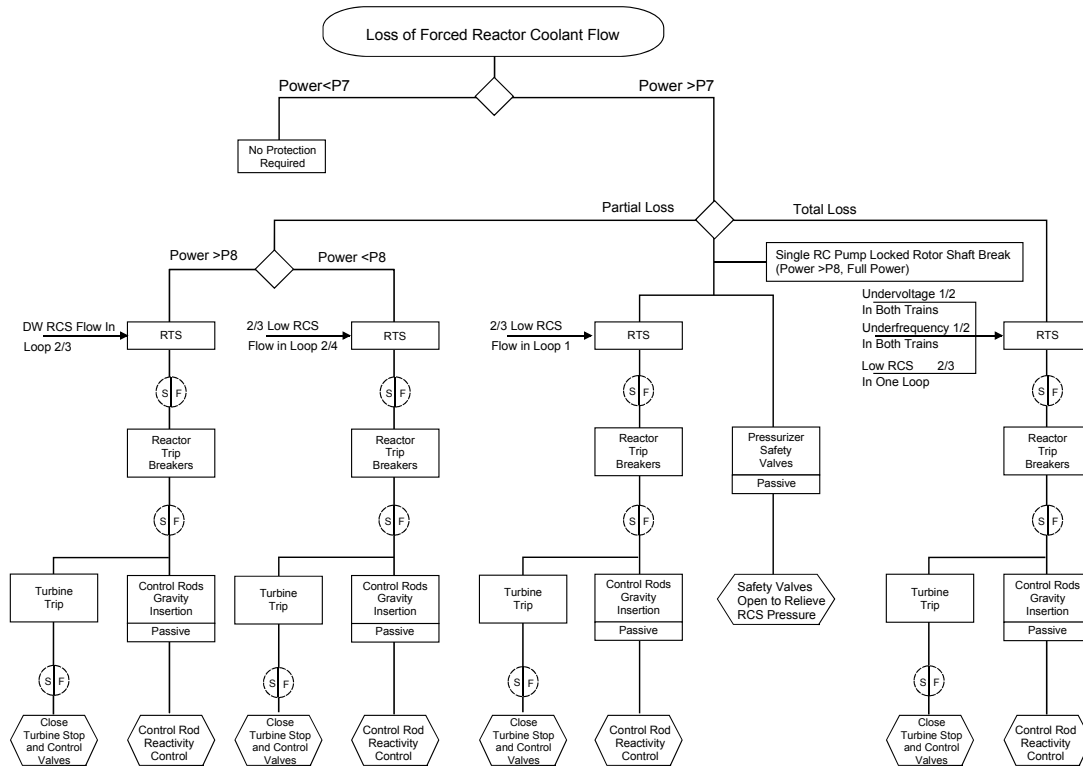 Loss of Forced Reactor Coolant Flow
Power<P7
Power >P7
No Protection
Required
Partial Loss
Total Loss
Power >P8
Power <P8
Single RC Pump Locked Rotor Shaft Break
(Power >P8, Full Power)
DW RCS Flow In
Loop 2/3
RTS
2/3 Low RCS
Flow in Loop 2/4
RTS
2/3 Low RCS
Flow in Loop 1
RTS
Undervoltage 1/2
In Both Trains
Underfrequency 1/2
In Both Trains
Low RCS 2/3
In One Loop
RTS
S F
S F
S F
S F
Reactor
Trip
Breakers
Reactor
Trip
Breakers
Reactor
Trip
Breakers
Pressurizer
Safety
Valves
Passive
Reactor
Trip
Breakers
S F
S F
S F
S F
Turbine
Trip
Control Rods
Gravity
Insertion
Passive
Turbine
Trip
Control Rods
Gravity
Insertion
Passive
Turbine
Trip
Control Rods
Gravity
Insertion
Passive
Safety Valves
Open to Relieve
RCS Pressure
Turbine
Trip
Control Rods
Gravity
Insertion
Passive
S F
S F
S F
S F
Close
Turbine Stop
and Control
Valves
Control Rod
Reactivity
Control
Close
Turbine Stop
and Control
Valves
Control Rod
Reactivity
Control
Close
Turbine Stop
and Control
Valves
Control Rod
Reactivity
Control
Close
Turbine Stop
and Control
Valves
Control Rod
Reactivity
Control